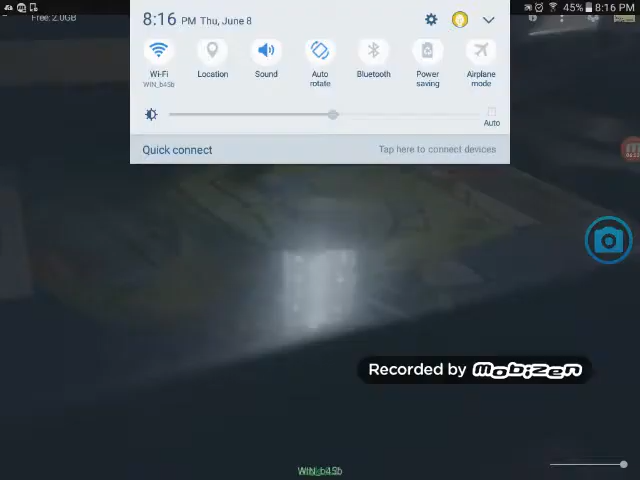 45% 8:16 PM
Free: 2.0GB
8:16 PM Thu, June 8
Wi-Fi
WIN_b45b
Location
Sound
Auto
rotate
Bluetooth
Power
saving
Airplane
mode
Auto
Quick connect
Tap here to connect devices
Recorded by mobizen
WIN_b45b